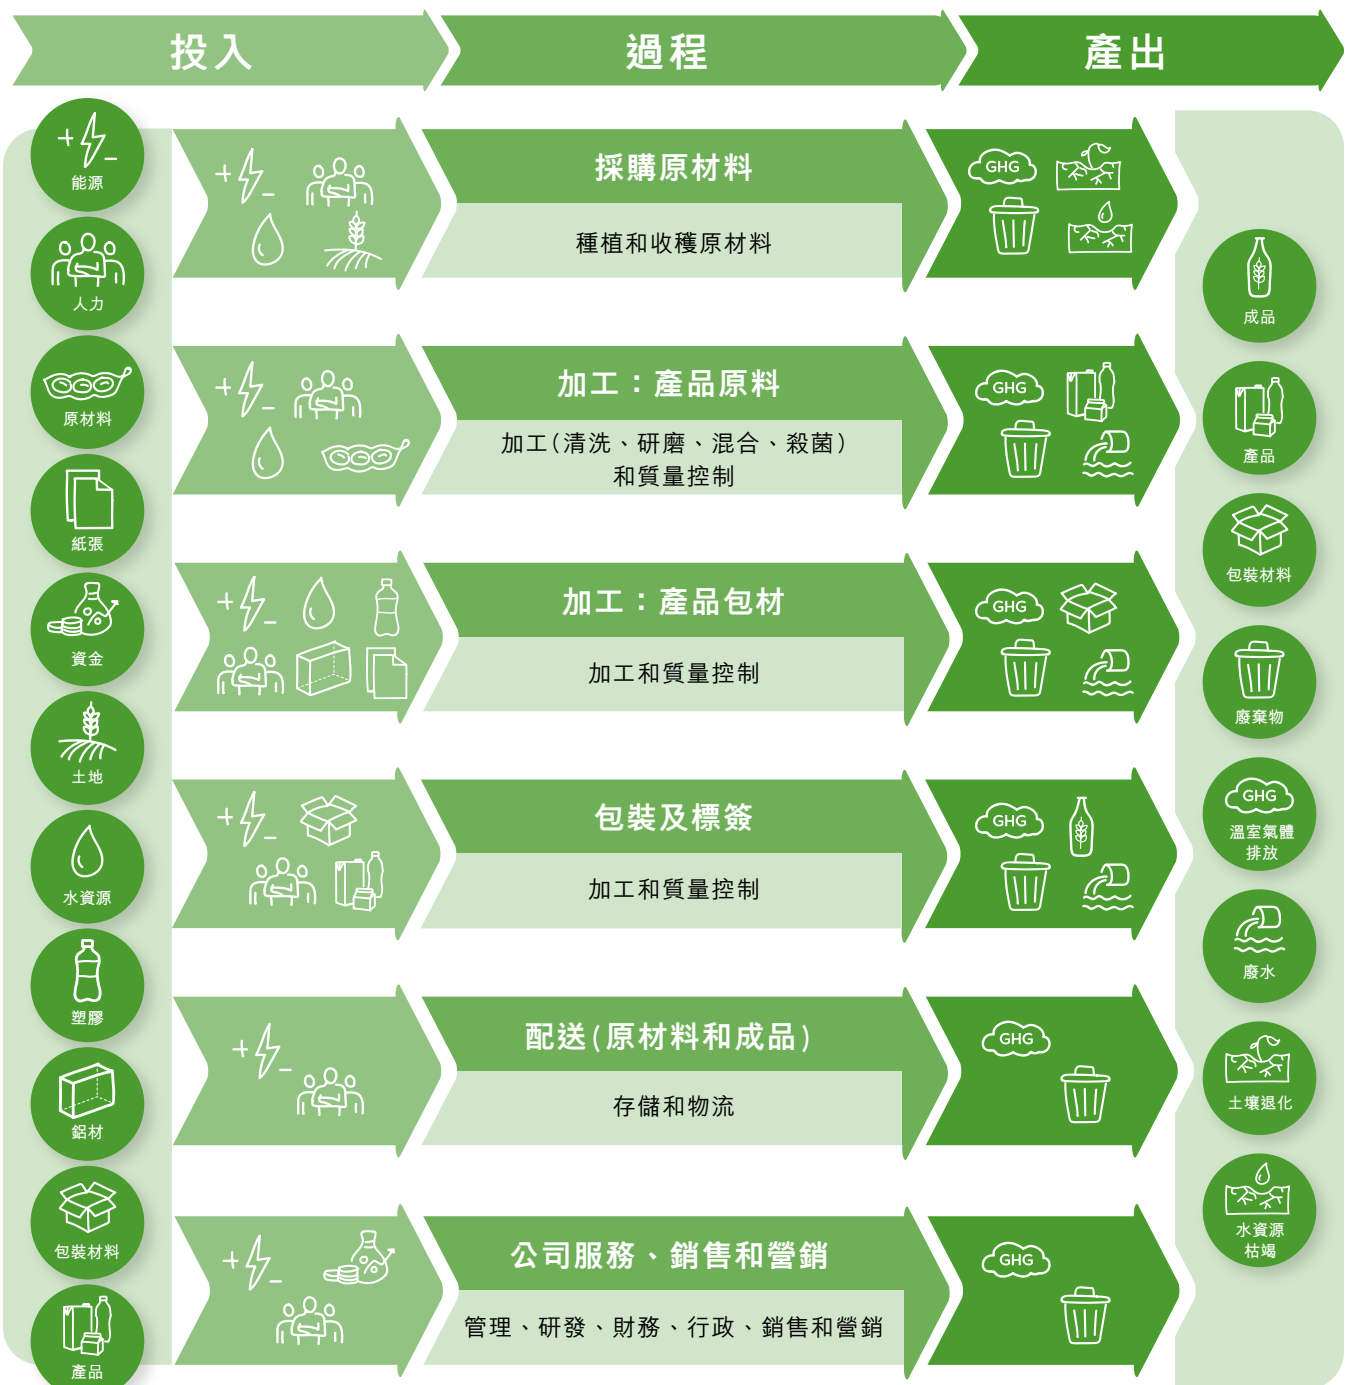 投入
過程
產出
能源
人力
原材料
紙張
資金
土地
水資源
塑膠
鋁材
包裝材料
產品
採購原材料
種植和收穫原材料
GHG
加工：產品原料
加工(清洗、研磨、混合、殺菌)
和質量控制
GHG
加工：產品包材
加工和質量控制
GHG
包裝及標簽
加工和質量控制
GHG
配送(原材料和成品)
存儲和物流
GHG
公司服務、銷售和營銷
管理、研發、財務、行政、銷售和營銷
GHG
成品
產品
包裝材料
廢棄物
GHG
溫室氣體
排放
廢水
土壤退化
水資源
枯竭